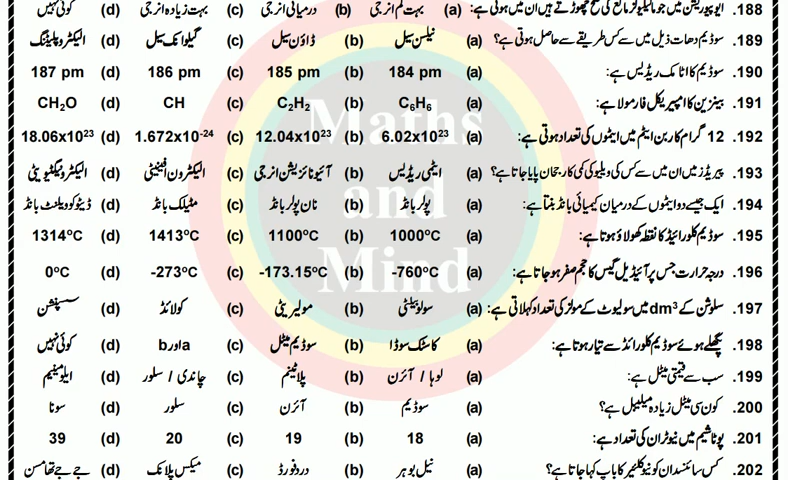 188. ایوپوریشن میں جو مالیکیولز مائع کی سطح چھوڑتے ہیں ان میں ہوتی ہے: (a) بہت کم انرجی (b) درمیانی انرجی (c) بہت زیادہ انرجی (d) کوئی نہیں
189. سوڈیم دھات ذیل میں سے کس طریقے سے حاصل ہوتی ہے؟ (a) نیلسن سیل (b) ڈاؤن سیل (c) گیلوانک سیل (d) الیکٹروپلیٹنگ
190. سوڈیم کا اٹامک ریڈیس ہے: (a) 184 pm (b) 185 pm (c) 186 pm (d) 187 pm
191. بینزین کا امپیریکل فارمولا ہے: (a) C₆H₆ (b) C₂H₂ (c) CH (d) CH₂O
192. 12 گرام کاربن ایٹم میں ایٹموں کی تعداد ہوتی ہے: (a) 6.02x10²³ (b) 12.04x10²³ (c) 1.672x10⁻²⁴ (d) 18.06x10²³
193. پیریڈز میں ان میں سے کس کی ویلیو کی کمی کا رجحان پایا جاتا ہے؟ (a) ایٹمی ریڈیس (b) آئیونائزیشن انرجی (c) الیکٹرون افینیٹی (d) الیکٹرونیگیٹیویٹی
194. ایک جیسے دو ایٹموں کے درمیان کیمیائی بانڈ بنتا ہے: (a) پولر بانڈ (b) نان پولر بانڈ (c) مٹیلک بانڈ (d) ڈیٹو کوویلنٹ بانڈ
195. سوڈیم کلورائیڈ کا نقطہ کھولاؤ ہوتا ہے: (a) 1000°C (b) 1100°C (c) 1413°C (d) 1314°C
196. درجہ حرارت جس پر آئیڈیل گیس کا حجم صفر ہو جاتا ہے: (a) -760°C (b) -173.15°C (c) -273°C (d) 0°C
197. سلوشن کے dm³ میں سولیوٹ کے مولز کی تعداد کہلاتی ہے: (a) سولوبیلٹی (b) مولیریٹی (c) کولائڈ (d) سسپنشن
198. پگھلے ہوئے سوڈیم کلورائڈ سے تیار ہوتا ہے: (a) کاسٹک سوڈا (b) سوڈیم میٹل (c) a اور b (d) کوئی نہیں
199. سب سے قیمتی میٹل ہے: (a) لوہا / آئرن (b) پلاٹینم (c) چاندی / سلور (d) ایلومینیم
200. کون سی میٹل زیادہ میلیبل ہے؟ (a) سوڈیم (b) آئرن (c) سلور (d) سونا
201. پوٹاشیم میں نیوٹران کی تعداد ہے: (a) 18 (b) 19 (c) 20 (d) 39
202. کس سائنسدان کو نیوکلیئر کا باپ کہا جاتا ہے؟ (a) نیل بوہر (b) ردرفورڈ (c) میکس پلانک (d) جے جے تھامسن
Maths
and
Mind